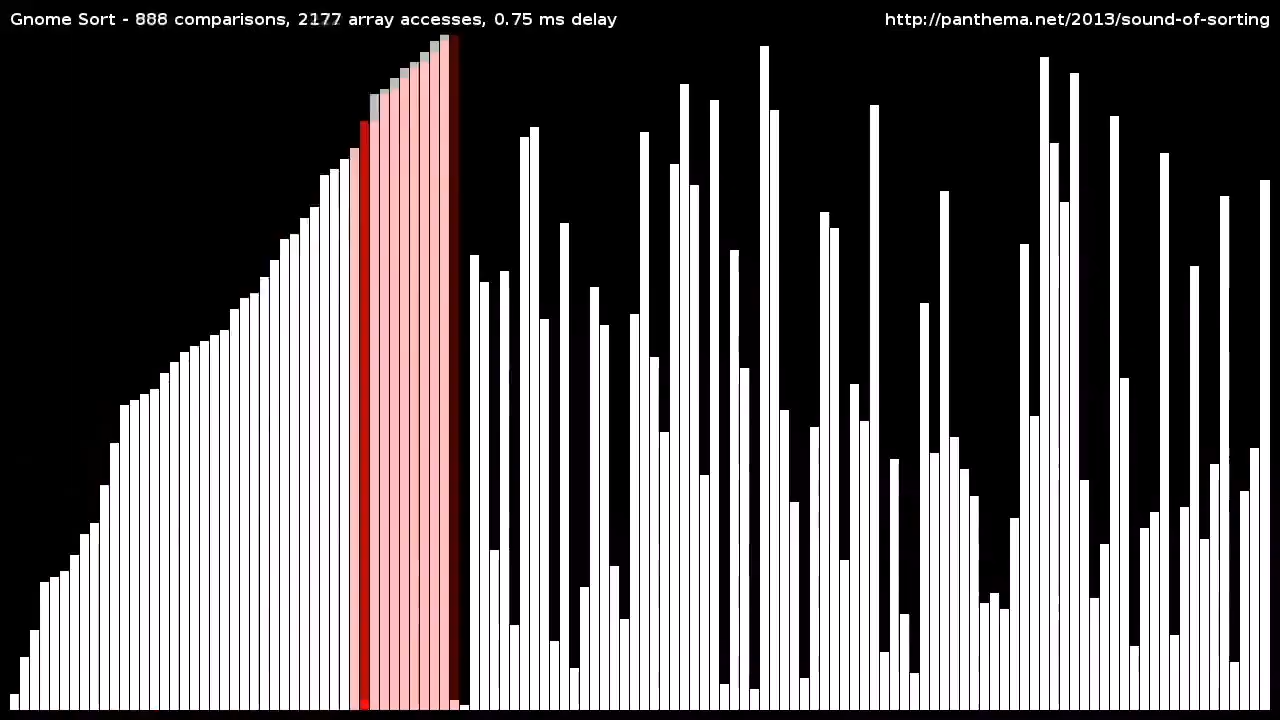 Gnome Sort - 888 comparisons, 2177 array accesses, 0.75 ms delay
http://panthema.net/2013/sound-of-sorting